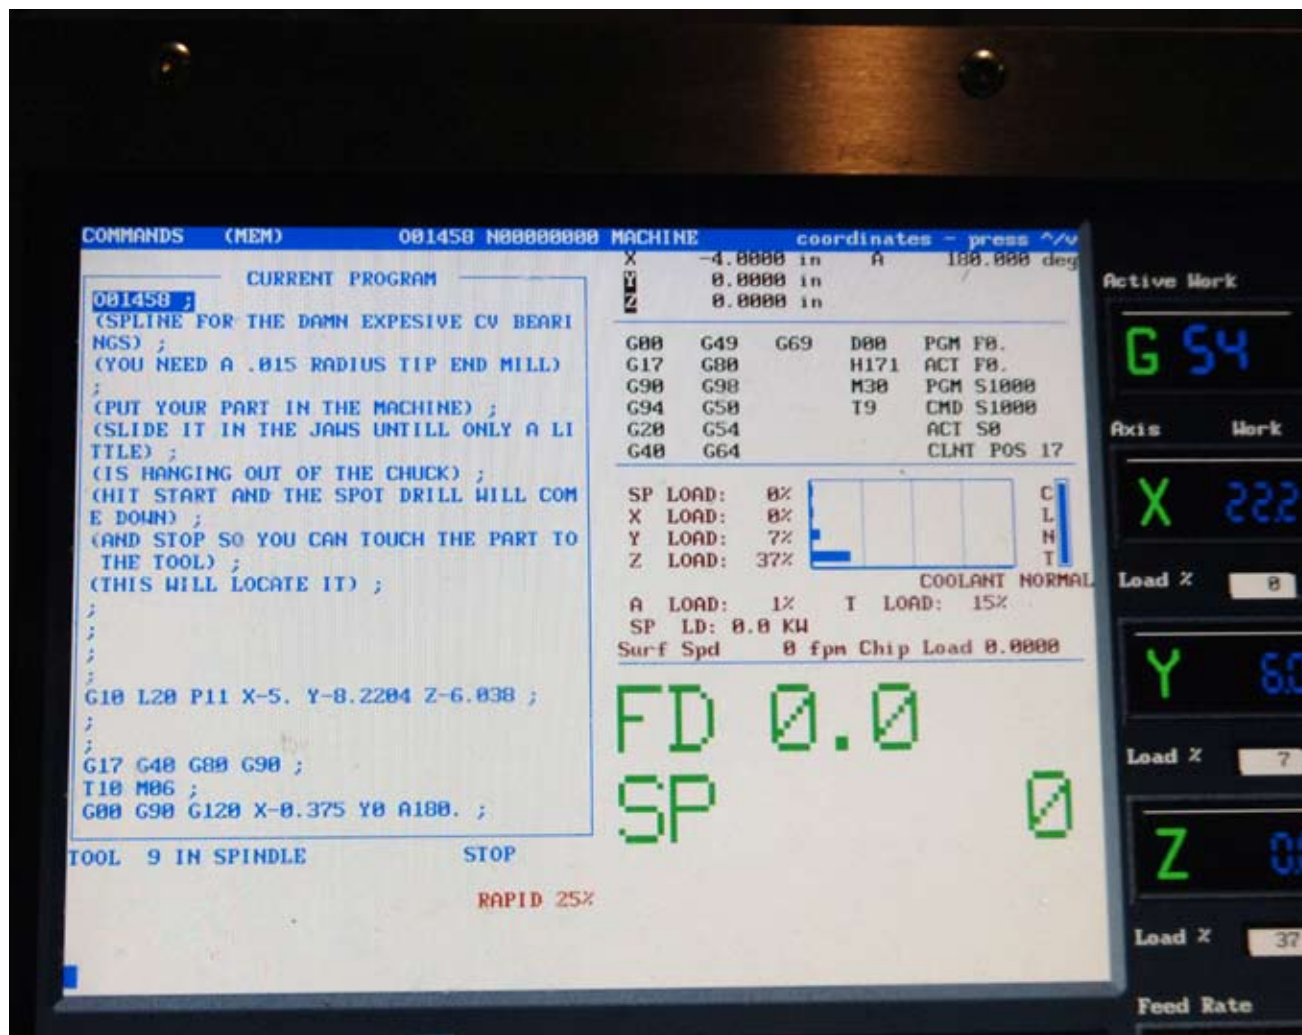 COMMANDS (MEM) O01458 N00000000
CURRENT PROGRAM
O01458 ;
(SPLINE FOR THE DAMN EXPESIVE CV BEARI
NGS) ;
(YOU NEED A .015 RADIUS TIP END MILL)
;
(PUT YOUR PART IN THE MACHINE) ;
(SLIDE IT IN THE JAWS UNTILL ONLY A LI
TTLE) ;
(IS HANGING OUT OF THE CHUCK) ;
(HIT START AND THE SPOT DRILL WILL COM
E DOWN) ;
(AND STOP SO YOU CAN TOUCH THE PART TO
THE TOOL) ;
(THIS WILL LOCATE IT) ;
;
;
;
;
G10 L20 P11 X-5. Y-8.2204 Z-6.038 ;
;
;
G17 G40 G80 G90 ;
T10 M06 ;
G00 G90 G120 X-0.375 Y0 A180. ;
TOOL 9 IN SPINDLE STOP
RAPID 25%
MACHINE coordinates - press ^/v
X -4.0000 in A 180.000 deg
Y 0.0000 in
Z 0.0000 in
G00 G49 G69 D00 PGM F0.
G17 G80 H171 ACT F0.
G90 G98 M30 PGM S1000
G94 G50 T9 CMD S1000
G20 G54 ACT S0
G40 G64 CLNT POS 17
SP LOAD: 0%
X LOAD: 0%
Y LOAD: 7%
Z LOAD: 37%
CLNT
COOLANT NORMAL
A LOAD: 1% T LOAD: 15%
SP LD: 0.0 KW
Surf Spd 0 fpm Chip Load 0.0000
FD 0.0
SP 0
Active Work
G 54
Axis Work
X 22.2
Load % 0
Y 6.0
Load % 7
Z 0.
Load % 37
Feed Rate